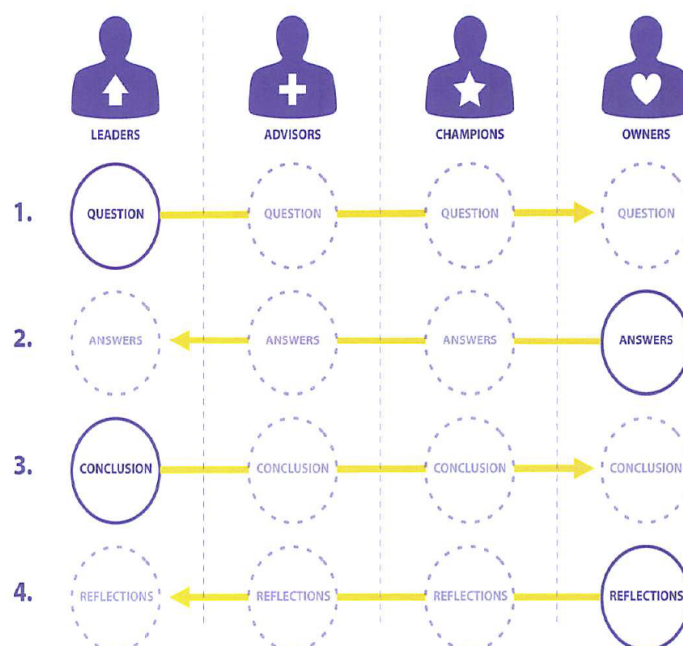 LEADERS ADVISORS CHAMPIONS OWNERS
1. QUESTION QUESTION QUESTION QUESTION
2. ANSWERS ANSWERS ANSWERS ANSWERS
3. CONCLUSION CONCLUSION CONCLUSION CONCLUSION
4. REFLECTIONS REFLECTIONS REFLECTIONS REFLECTIONS